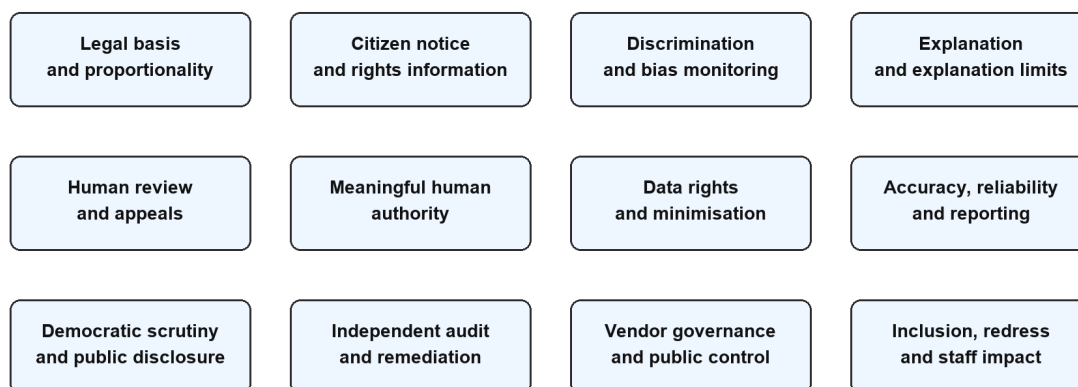 Legal basis
and proportionality
Citizen notice
and rights information
Discrimination
and bias monitoring
Explanation
and explanation limits
Human review
and appeals
Meaningful human
authority
Data rights
and minimisation
Accuracy, reliability
and reporting
Democratic scrutiny
and public disclosure
Independent audit
and remediation
Vendor governance
and public control
Inclusion, redress
and staff impact